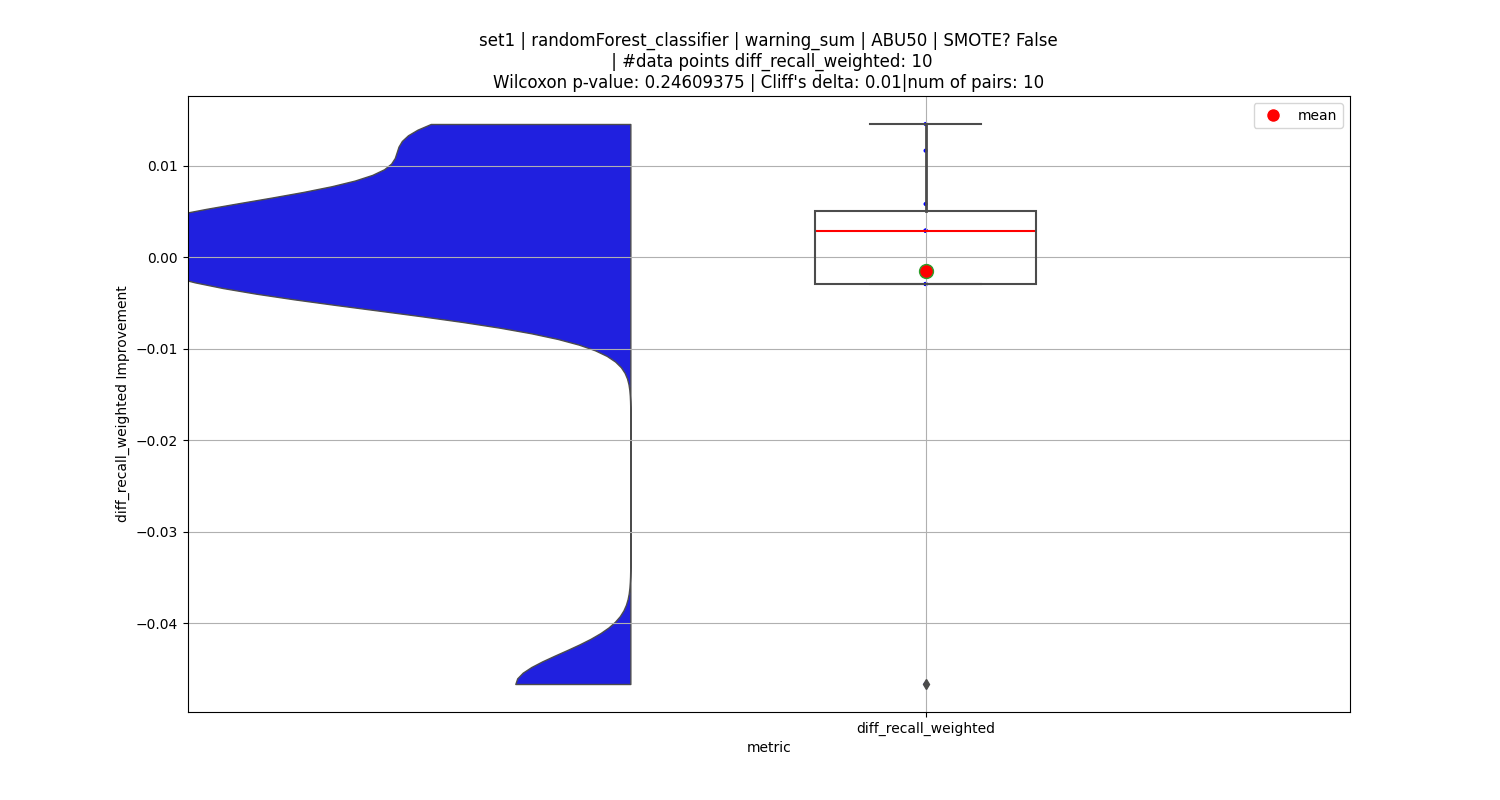 set1 | randomForest_classifier | warning_sum | ABU50 | SMOTE? False
| #data points diff_recall_weighted: 10
Wilcoxon p-value: 0.24609375 | Cliff's delta: 0.01|num of pairs: 10
mean
0.01
0.00
−0.01
−0.02
−0.03
−0.04
diff_recall_weighted Improvement
diff_recall_weighted
metric